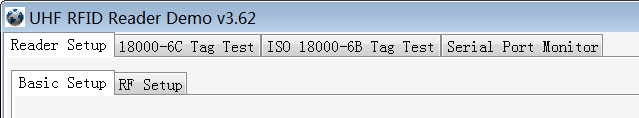 UHF RFID Reader Demo v3.62
Reader Setup 18000-6C Tag Test ISO 18000-6B Tag Test Serial Port Monitor
Basic Setup RF Setup